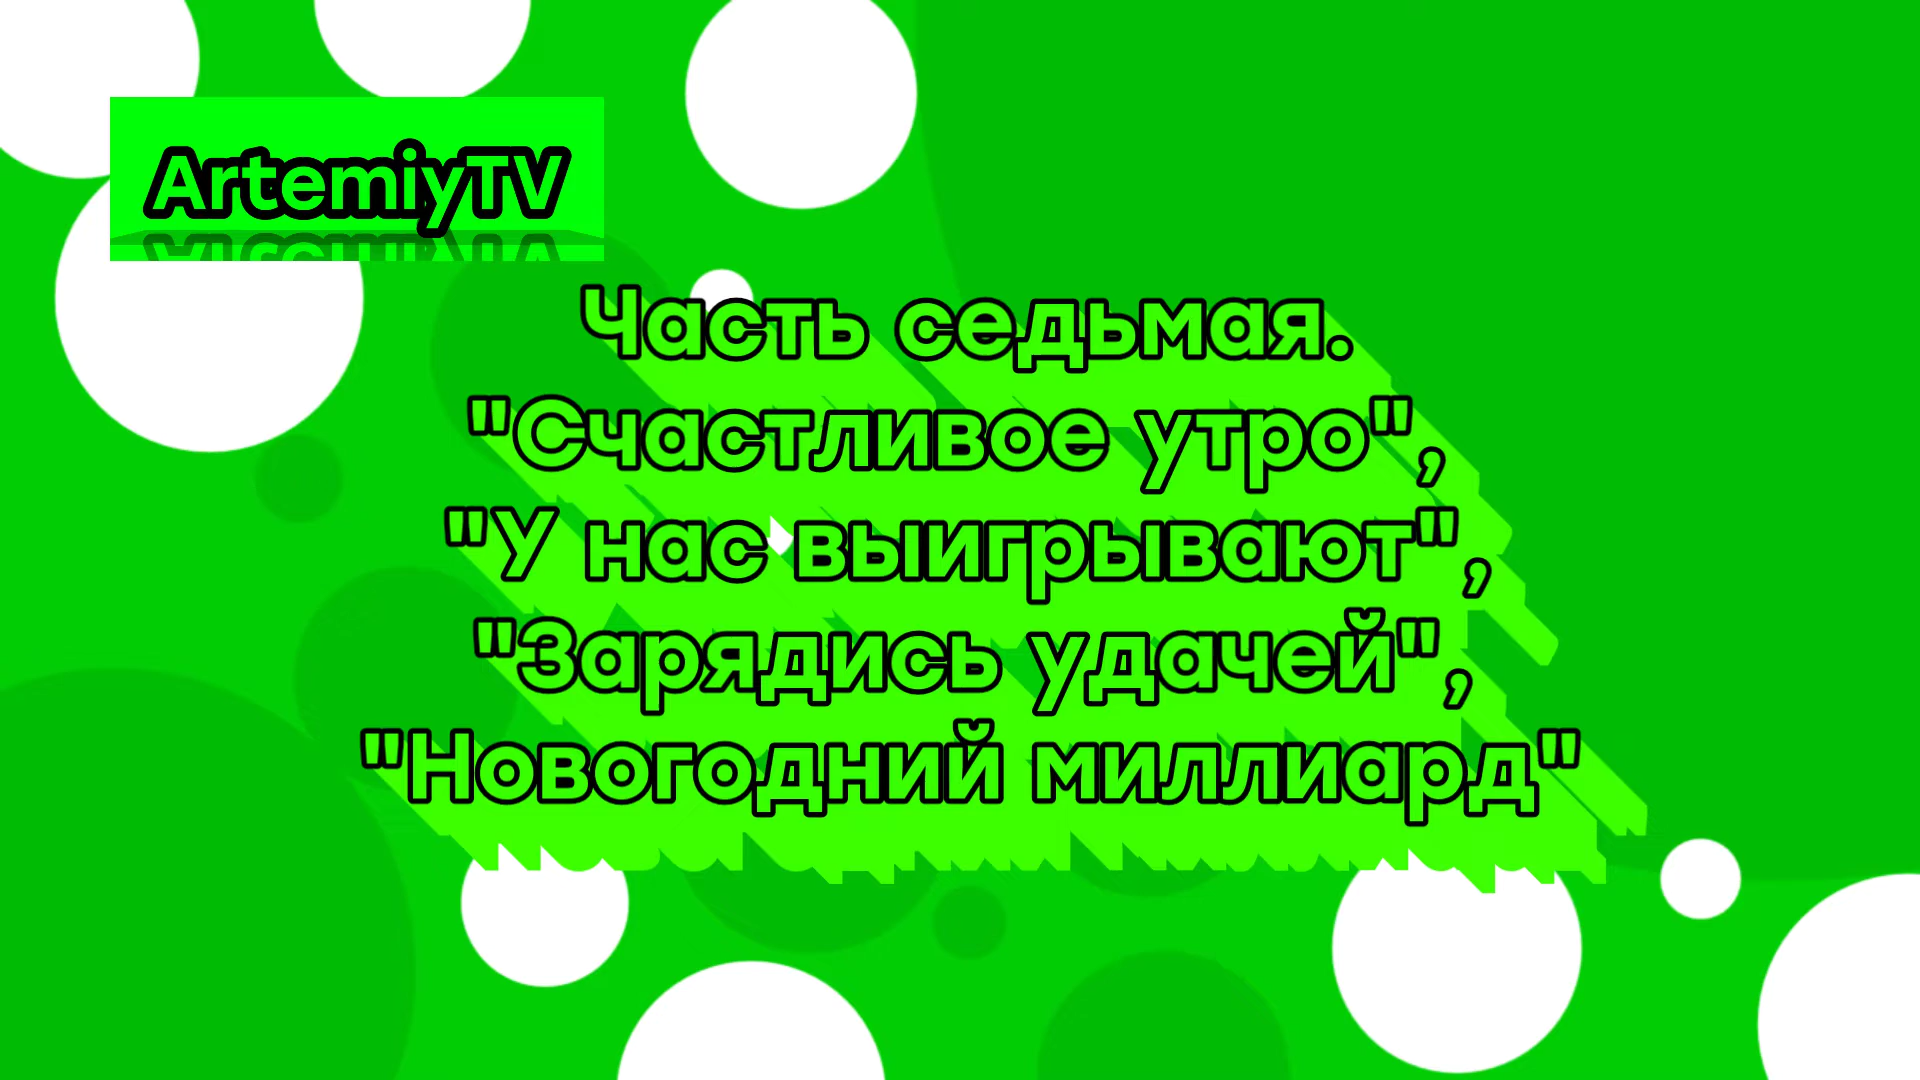 ArtemiyTV
Часть седьмая.
"Счастливое утро",
"У нас выигрывают",
"Зарядись удачей",
"Новогодний миллиард"